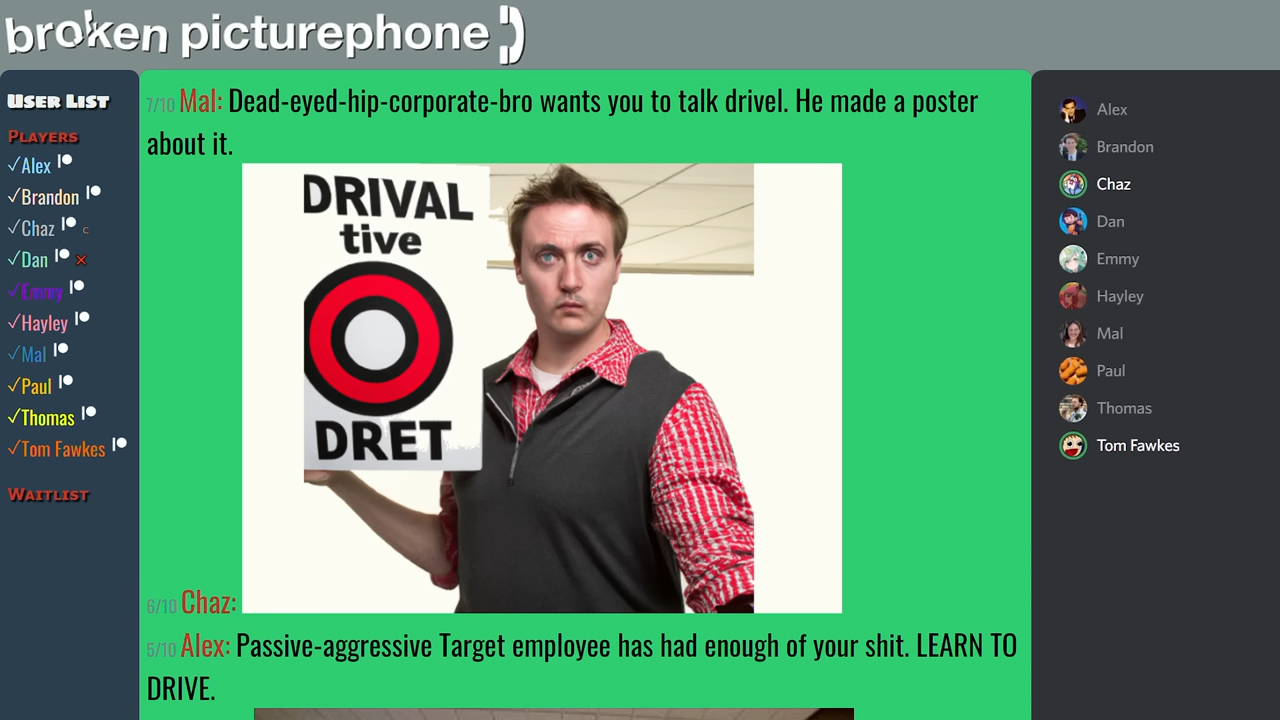 broken picturephone
User List
Players
✓Alex
✓Brandon
✓Chaz c
✓Dan ×
✓Emmy
✓Hayley
✓Mal
✓Paul
✓Thomas
✓Tom Fawkes
Waitlist
7/10 Mal: Dead-eyed-hip-corporate-bro wants you to talk drivel. He made a poster
about it.
DRIVAL
tive
DRET
6/10 Chaz:
5/10 Alex: Passive-aggressive Target employee has had enough of your shit. LEARN TO
DRIVE.
Alex
Brandon
Chaz
Dan
Emmy
Hayley
Mal
Paul
Thomas
Tom Fawkes